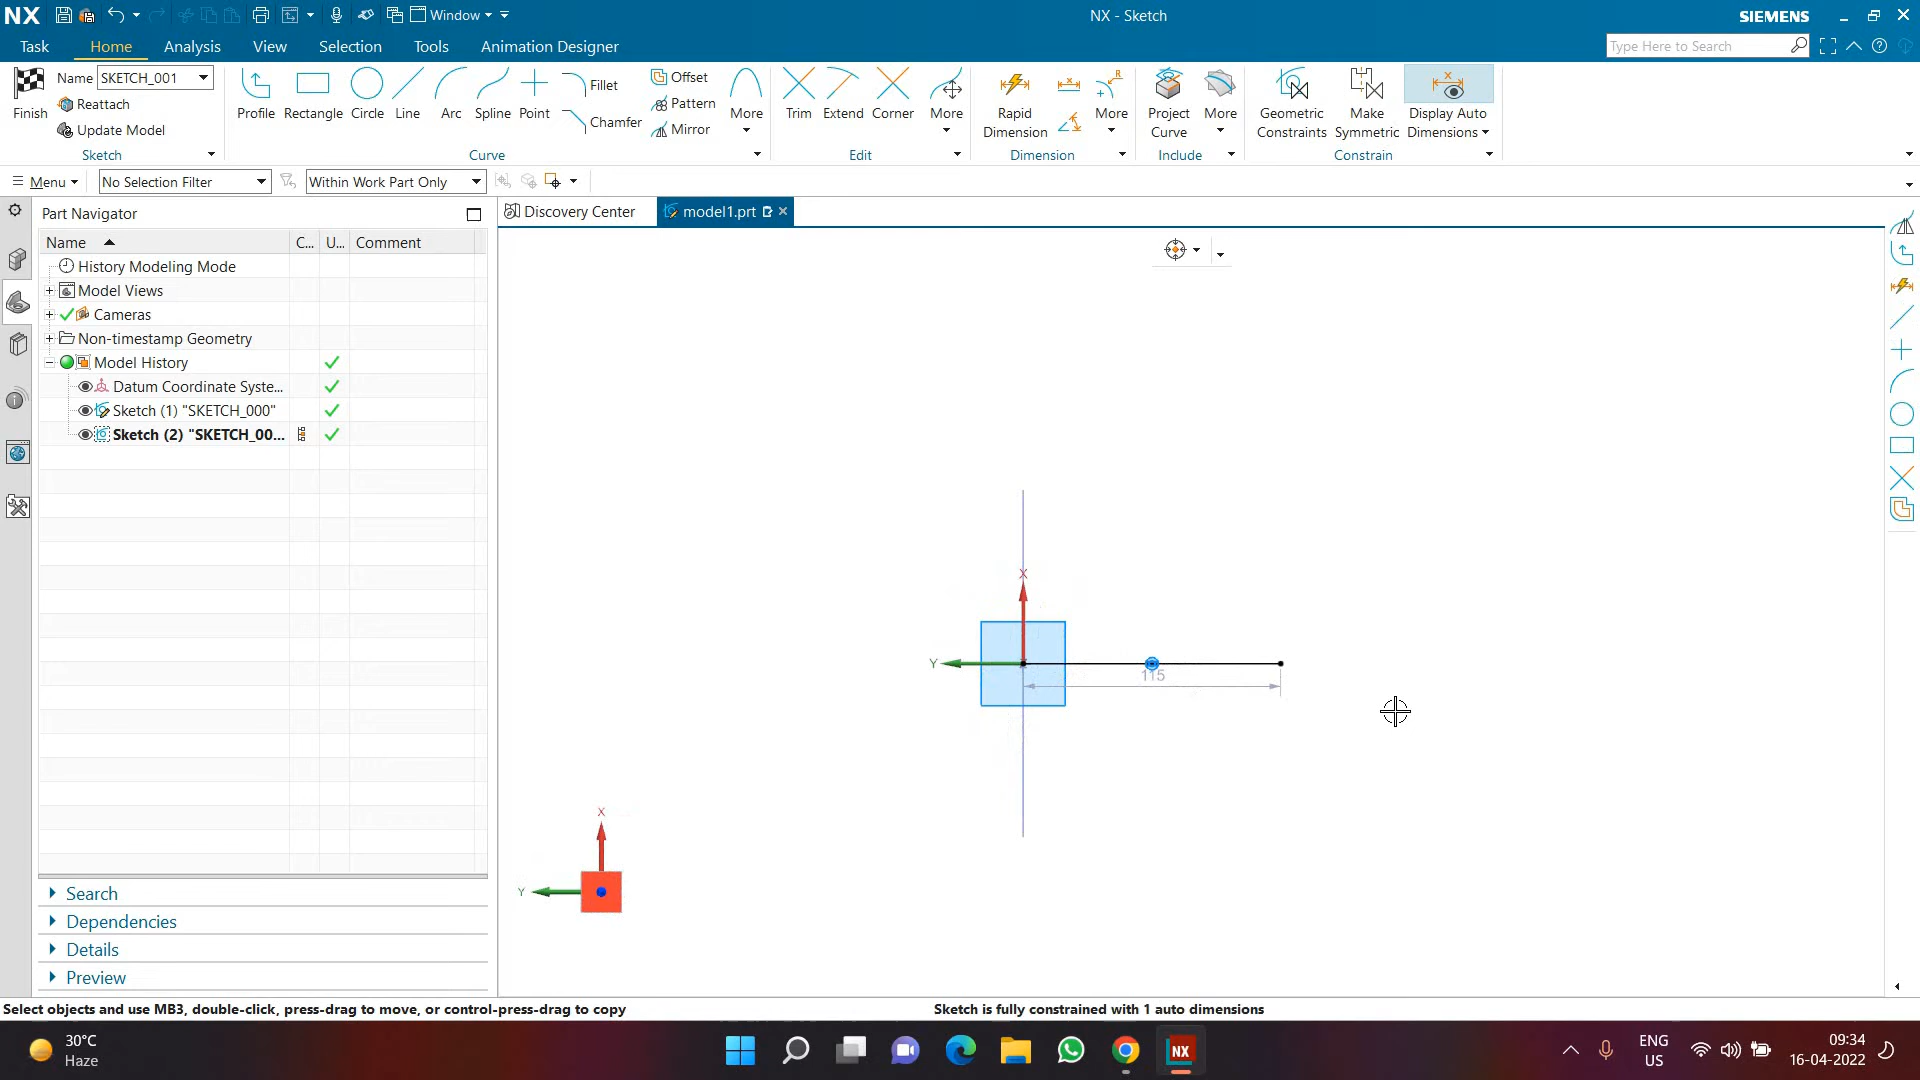 NX
Window
NX - Sketch
SIEMENS
Task
Home
Analysis
View
Selection
Tools
Animation Designer
Type Here to Search
Finish
Name SKETCH_001
Reattach
Update Model
Sketch
Profile
Rectangle
Circle
Line
Arc
Spline
Point
Fillet
Chamfer
Offset
Pattern
Mirror
More
Curve
Trim
Extend
Corner
More
Edit
Rapid
Dimension
More
Dimension
Project
Curve
More
Include
Geometric
Constraints
Make
Symmetric
Display Auto
Dimensions
Constrain
Menu
No Selection Filter
Within Work Part Only
Part Navigator
Discovery Center
model1.prt
Name C... U... Comment
History Modeling Mode
Model Views
Cameras
Non-timestamp Geometry
Model History
Datum Coordinate Syste...
Sketch (1) "SKETCH_000"
Sketch (2) "SKETCH_00...
X
Y
115
X
Y
Search
Dependencies
Details
Preview
Select objects and use MB3, double-click, press-drag to move, or control-press-drag to copy
Sketch is fully constrained with 1 auto dimensions
30°C
Haze
NX
ENG
US
09:34
16-04-2022